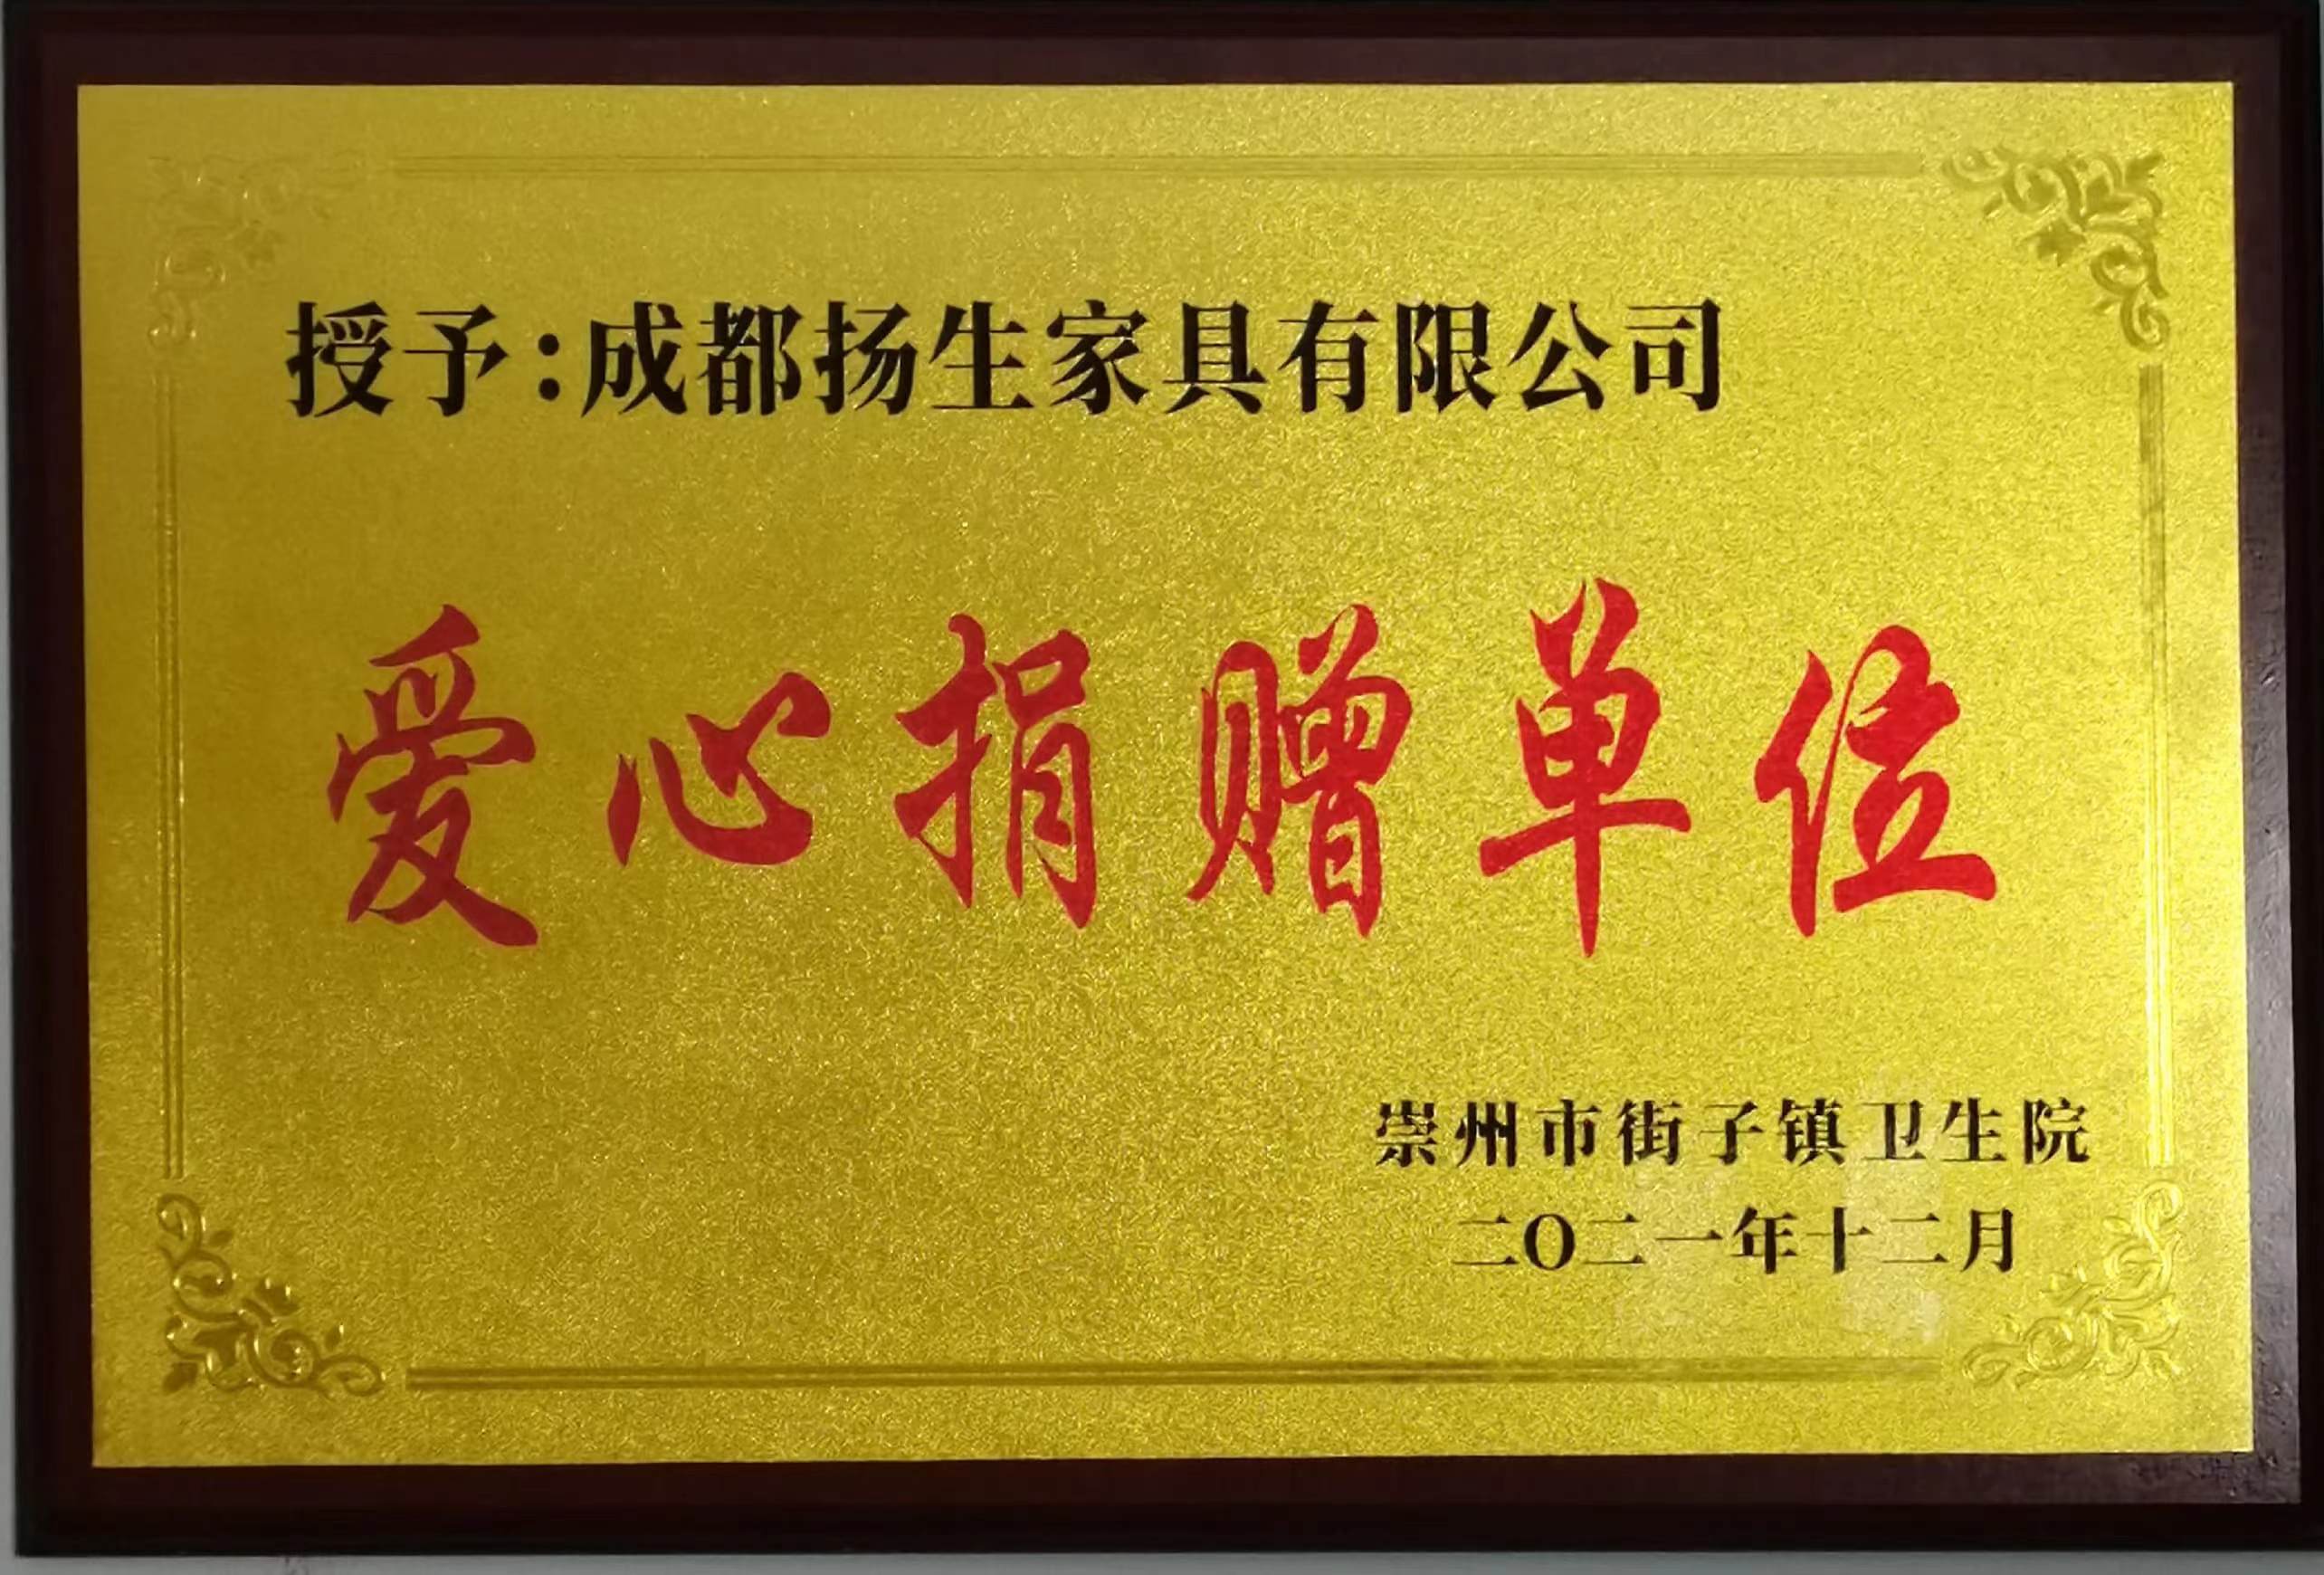 授予:成都扬生家具有限公司
爱心捐赠单位
崇州市街子镇卫生院
二〇二一年十二月